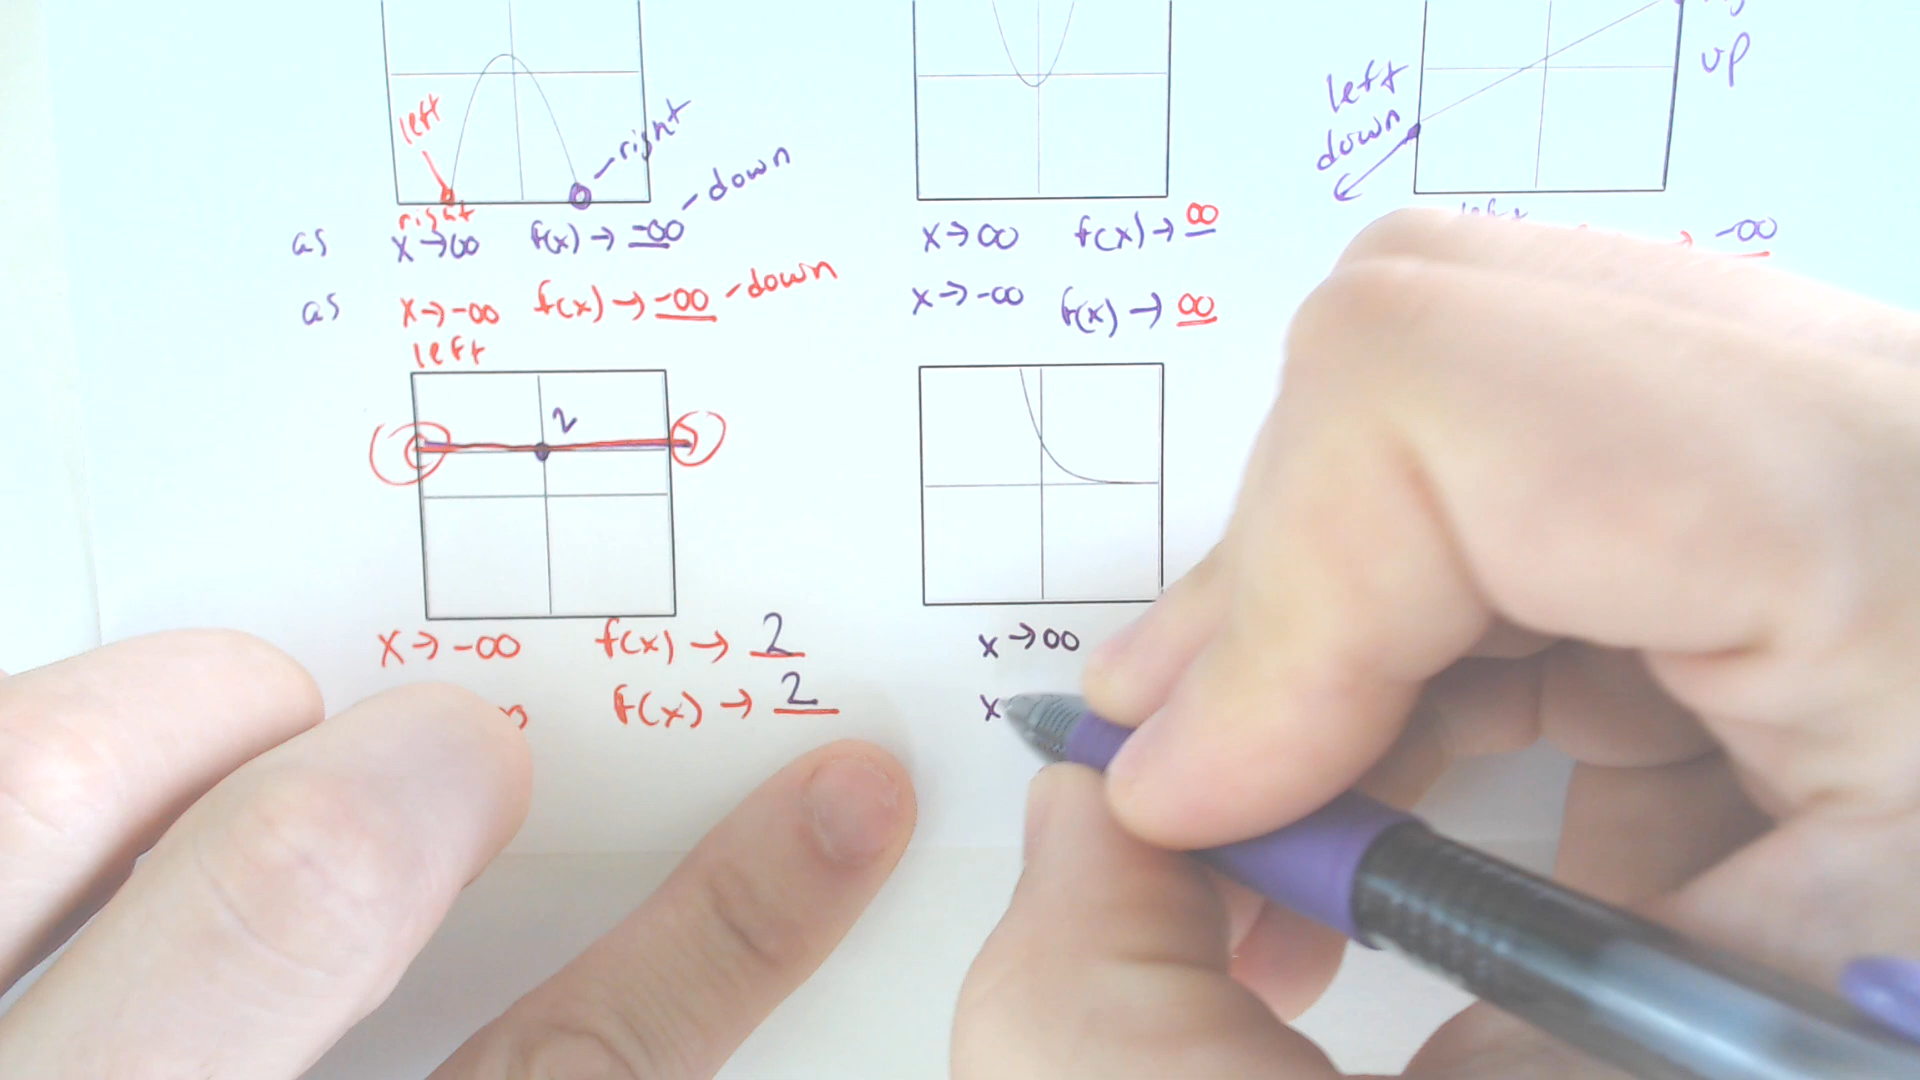 left
right
down
left
down
up
right
as x→∞ f(x)→ -∞
as x→-∞ f(x)→ -∞ - down
left
x→∞ f(x)→ ∞
x→-∞ f(x)→ ∞
-∞
2
x→-∞ f(x)→ 2
f(x)→ 2
x→∞
x